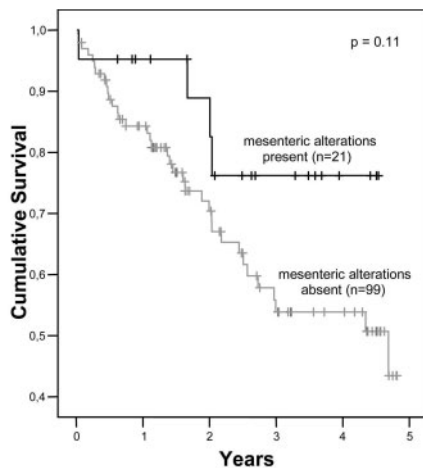 1,0
0,9
0,8
0,7
0,6
0,5
0,4
Cumulative Survival
p = 0.11
mesenteric alterations
present (n=21)
mesenteric alterations
absent (n=99)
0 1 2 3 4 5
Years